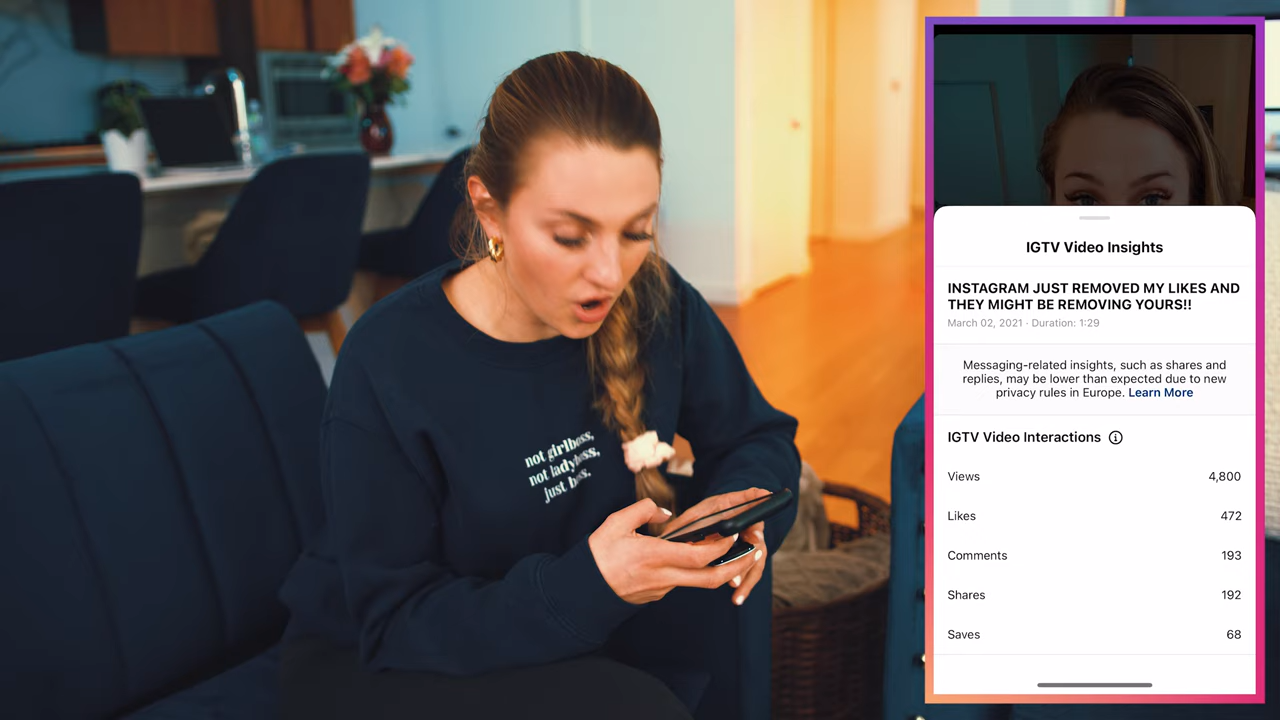 not girlboss,
not ladyboss,
just boss.
IGTV Video Insights
INSTAGRAM JUST REMOVED MY LIKES AND
THEY MIGHT BE REMOVING YOURS!!
March 02, 2021 · Duration: 1:29
Messaging-related insights, such as shares and
replies, may be lower than expected due to new
privacy rules in Europe. Learn More
IGTV Video Interactions
Views 4,800
Likes 472
Comments 193
Shares 192
Saves 68